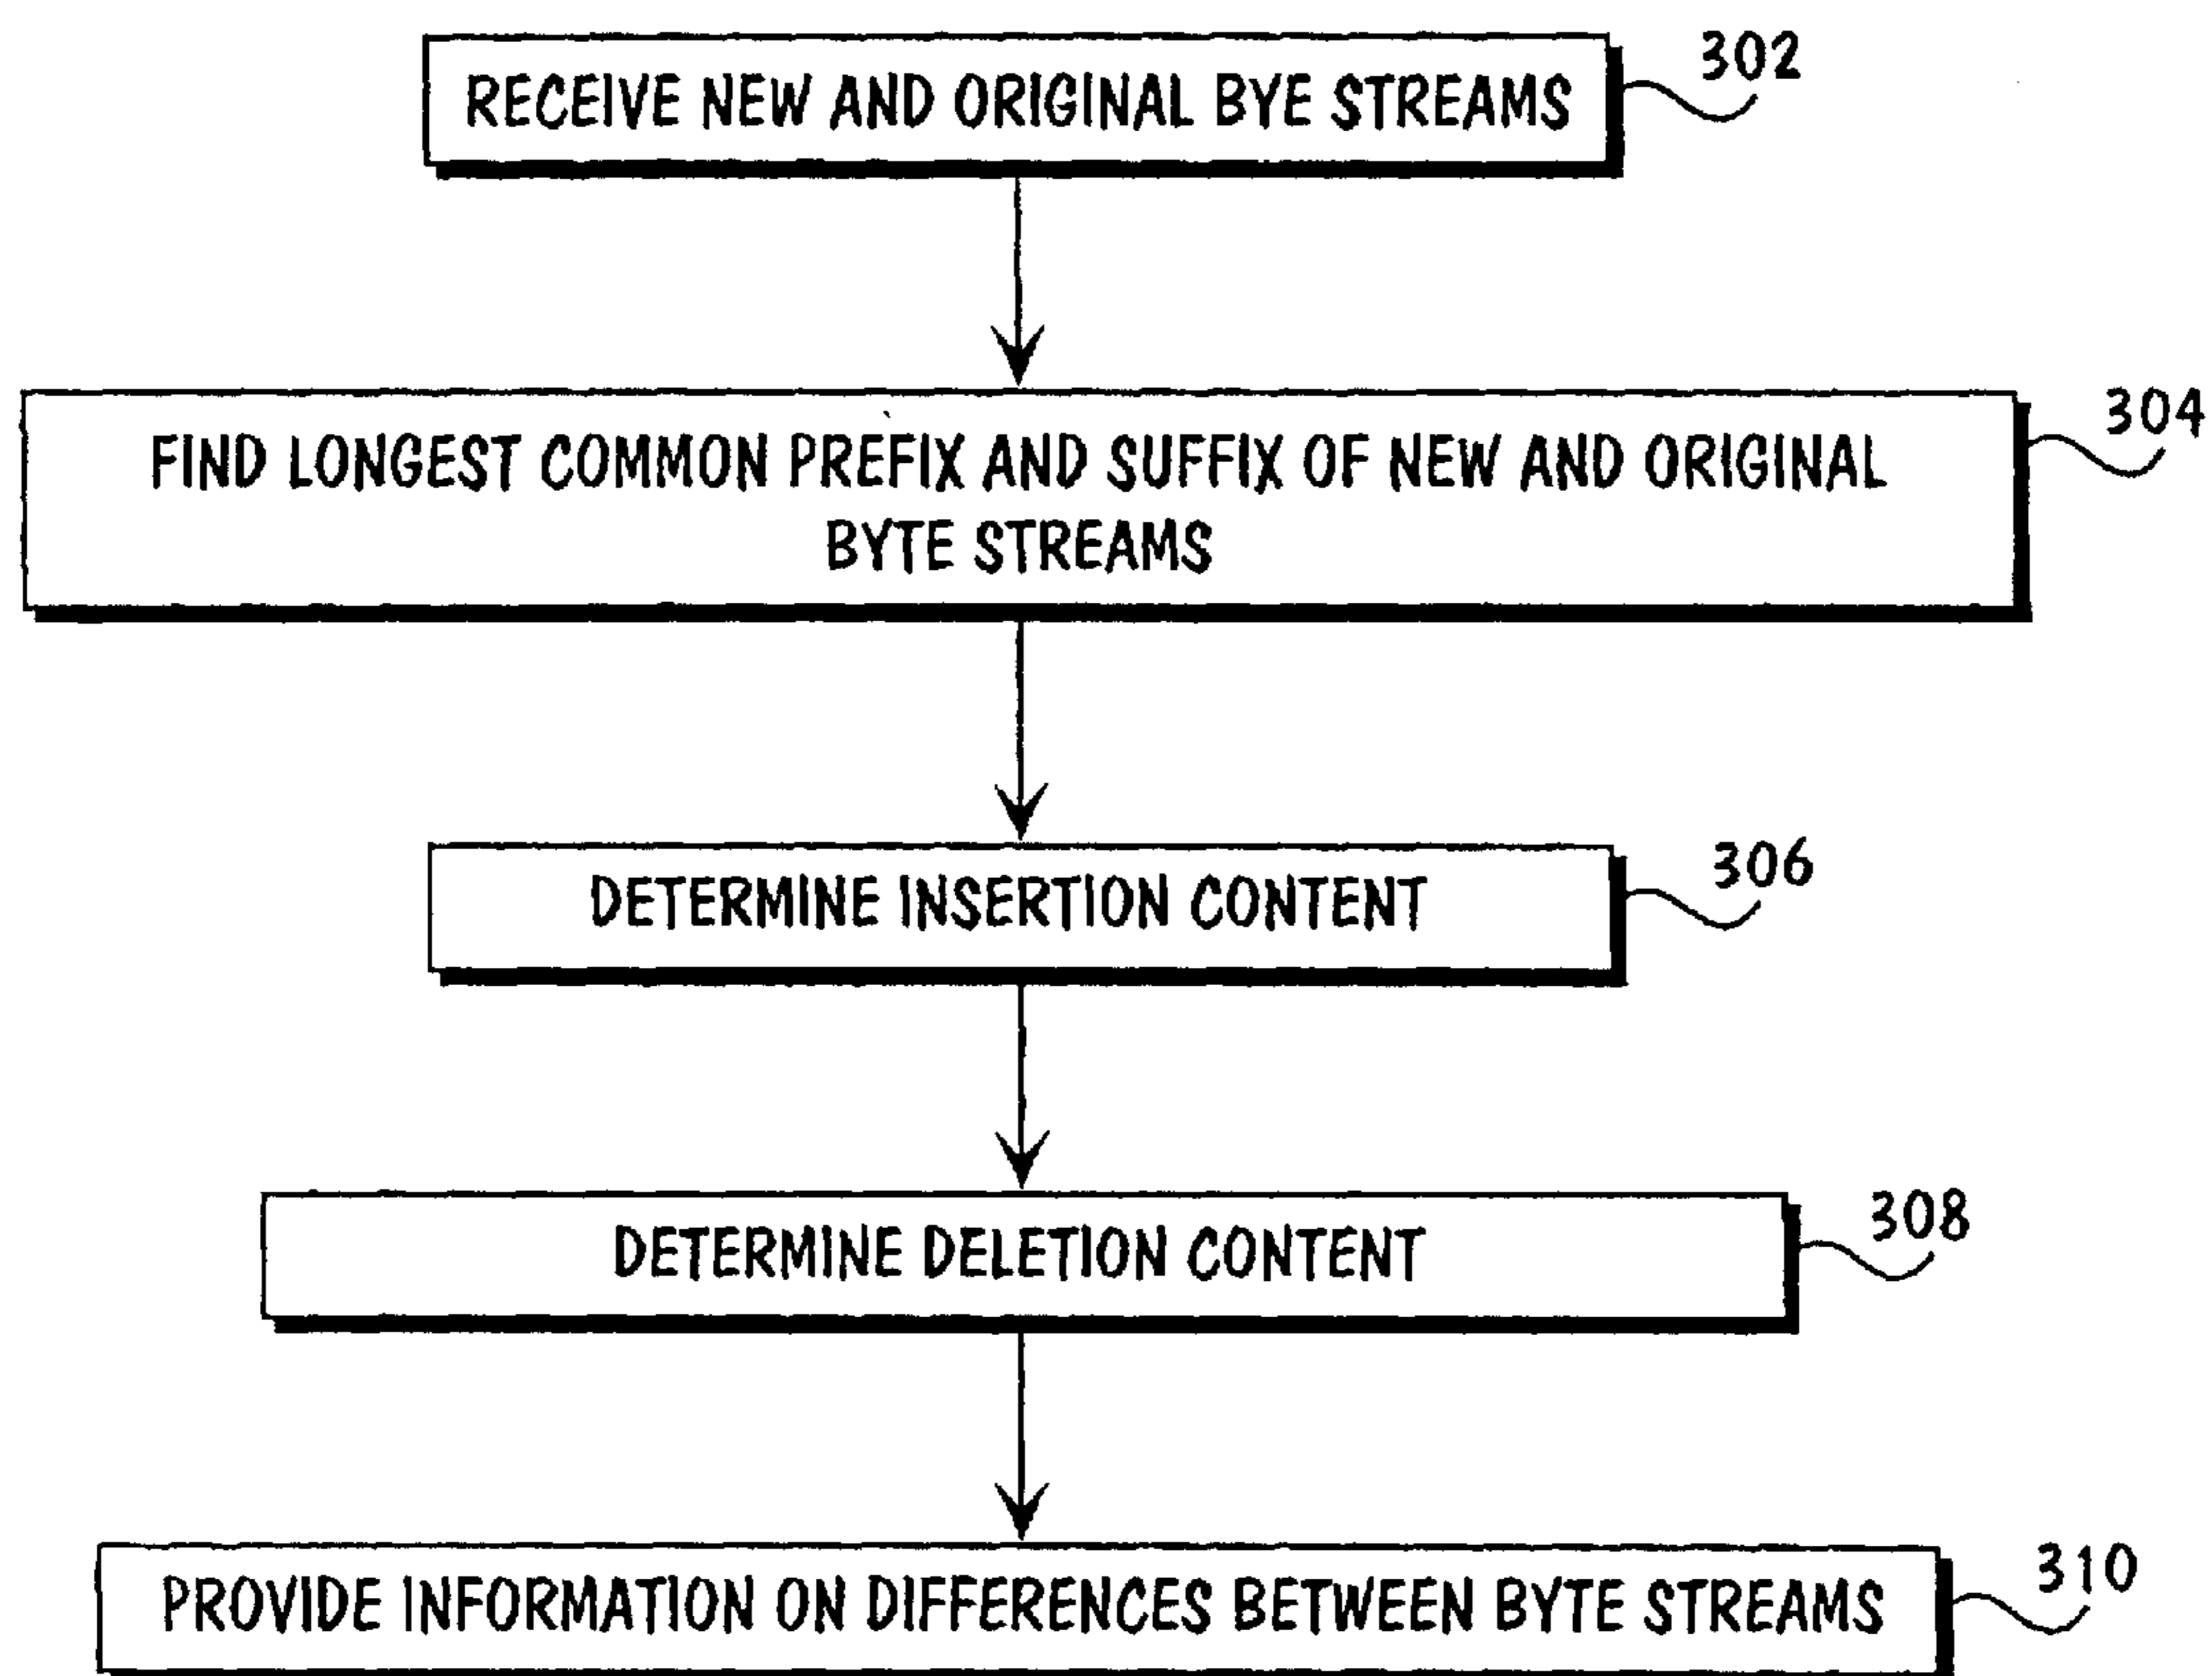 RECEIVE NEW AND ORIGINAL BYE STREAMS
302
FIND LONGEST COMMON PREFIX AND SUFFIX OF NEW AND ORIGINAL
BYTE STREAMS
304
DETERMINE INSERTION CONTENT
306
DETERMINE DELETION CONTENT
308
PROVIDE INFORMATION ON DIFFERENCES BETWEEN BYTE STREAMS
310